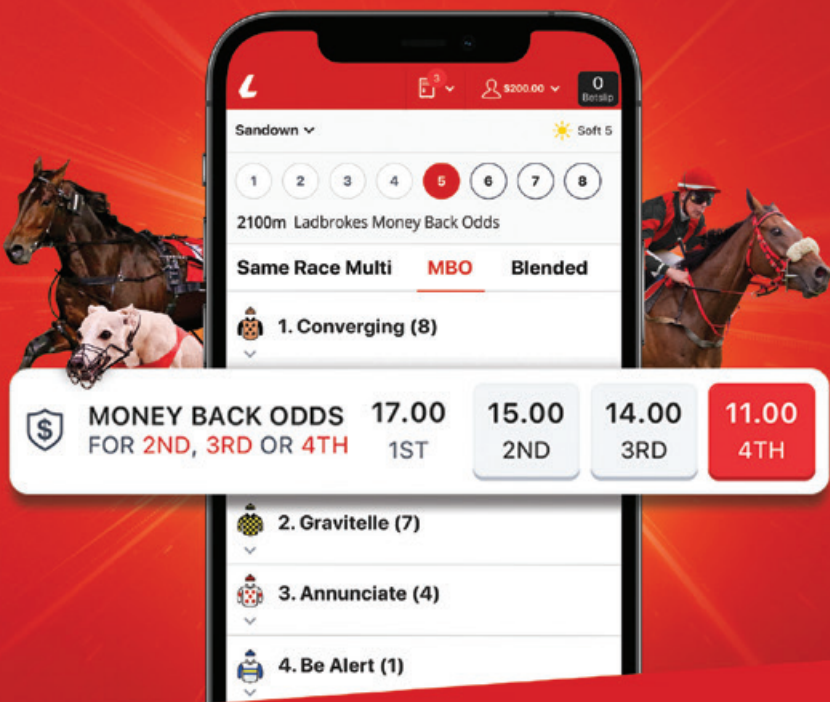 3
$200.00
0
Betslip
Sandown
Soft 5
1 2 3 4 5 6 7 8
2100m Ladbrokes Money Back Odds
Same Race Multi MBO Blended
1. Converging (8)
MONEY BACK ODDS 17.00 15.00 14.00 11.00
FOR 2ND, 3RD OR 4TH 1ST 2ND 3RD 4TH
2. Gravitelle (7)
3. Annunciate (4)
4. Be Alert (1)